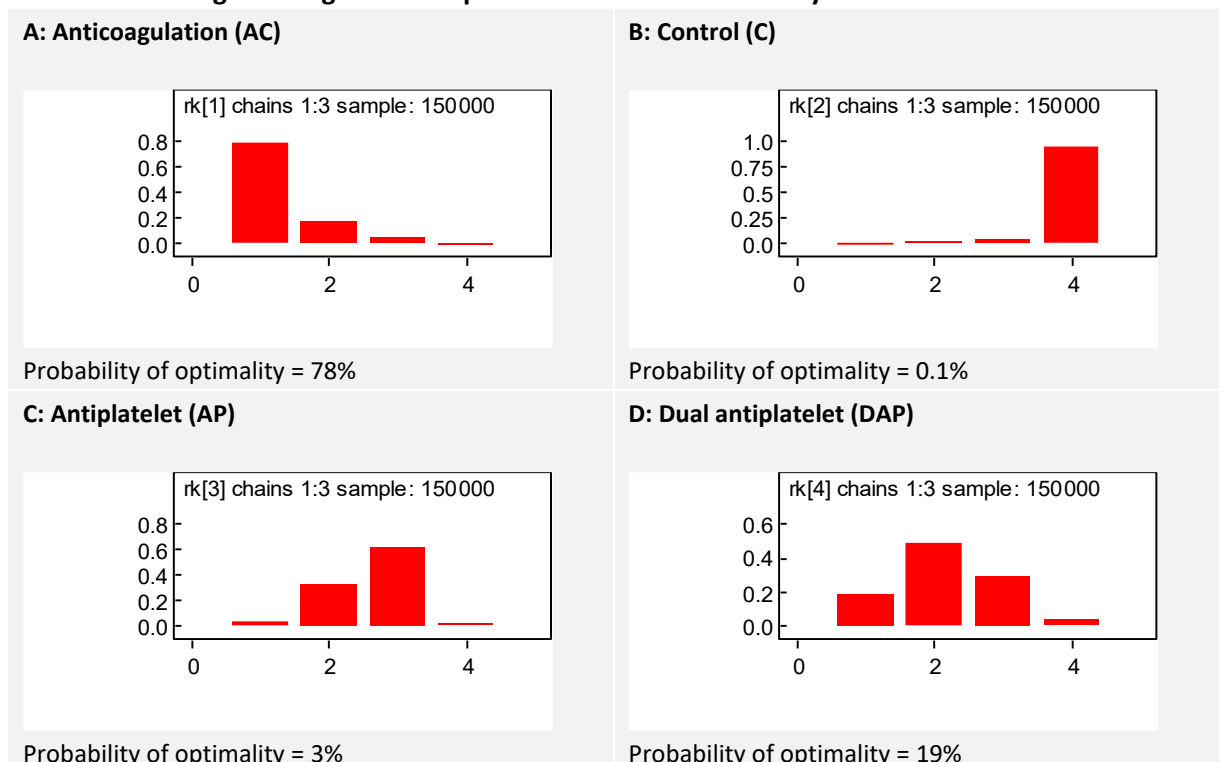 A: Anticoagulation (AC)
B: Control (C)
rk[1] chains 1:3 sample: 150000
0.8
0.6
0.4
0.2
0.0
0 2 4
rk[2] chains 1:3 sample: 150000
1.0
0.75
0.5
0.25
0.0
0 2 4
Probability of optimality = 78%
Probability of optimality = 0.1%
C: Antiplatelet (AP)
D: Dual antiplatelet (DAP)
rk[3] chains 1:3 sample: 150000
0.8
0.6
0.4
0.2
0.0
0 2 4
rk[4] chains 1:3 sample: 150000
0.6
0.4
0.2
0.0
0 2 4
Probability of optimality = 3%
Probability of optimality = 19%